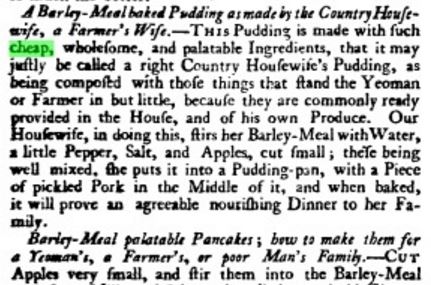 A Barley-Meal baked Pudding as made by the Country Houſe-
wife, a Farmer's Wife.—THIS Pudding is made with ſuch
cheap, wholeſome, and palatable Ingredients, that it may
juſtly be called a right Country Houſewife's Pudding, as
being compoſed with thoſe things that ſtand the Yeoman
or Farmer in but little, becauſe they are commonly ready
provided in the Houſe, and of his own Produce. Our
Houſewife, in doing this, ſtirs her Barley-Meal with Water,
a little Pepper, Salt, and Apples, cut ſmall; theſe being
well mixed, ſhe puts it into a Pudding-pan, with a Piece
of pickled Pork in the Middle of it, and when baked,
it will prove an agreeable nouriſhing Dinner to her Fa-
mily.
Barley-Meal palatable Pancakes; how to make them for
a Yeoman's, a Farmer's, or poor Man's Family.—CUT
Apples very ſmall, and ſtir them into the Barley-Meal